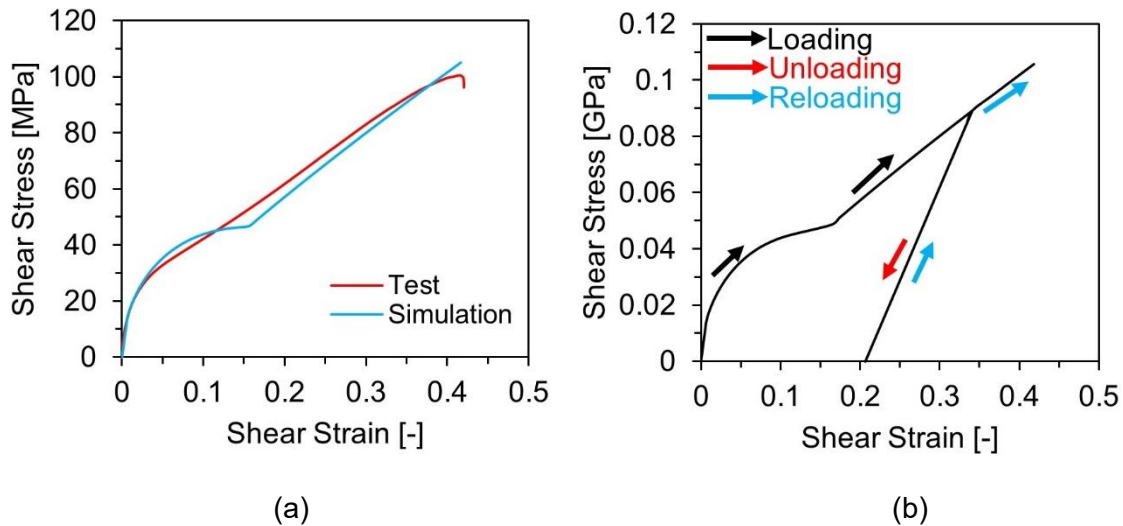 120
100
80
60
40
20
0
0
0.1
0.2
0.3
0.4
0.5
Shear Stress [MPa]
Shear Strain [-]
Test
Simulation
(a)
0.12
0.1
0.08
0.06
0.04
0.02
0
0
0.1
0.2
0.3
0.4
0.5
Shear Stress [GPa]
Shear Strain [-]
Loading
Unloading
Reloading
(b)